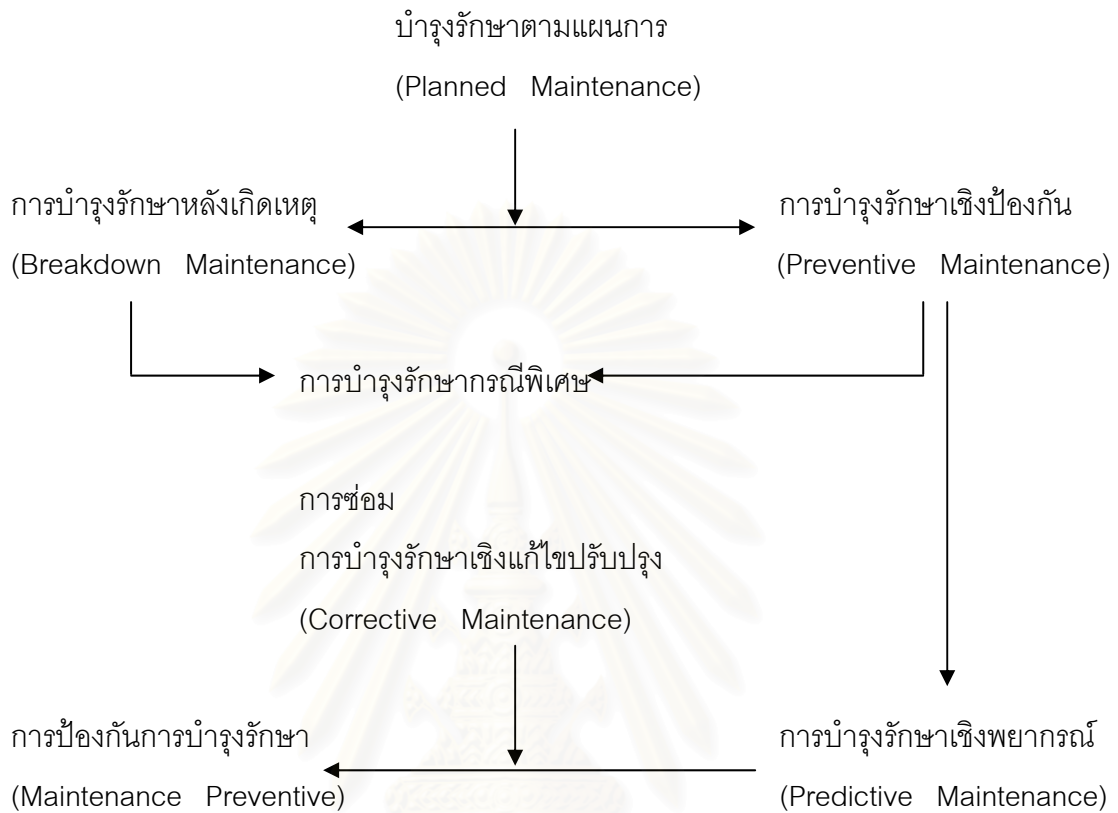 บำรุงรักษาตามแผนการ
(Planned Maintenance)
การบำรุงรักษาหลังเกิดเหตุ
(Breakdown Maintenance)
การบำรุงรักษาเชิงป้องกัน
(Preventive Maintenance)
การบำรุงรักษากรณีพิเศษ
การซ่อม
การบำรุงรักษาเชิงแก้ไขปรับปรุง
(Corrective Maintenance)
การป้องกันการบำรุงรักษา
(Maintenance Preventive)
การบำรุงรักษาเชิงพยากรณ์
(Predictive Maintenance)